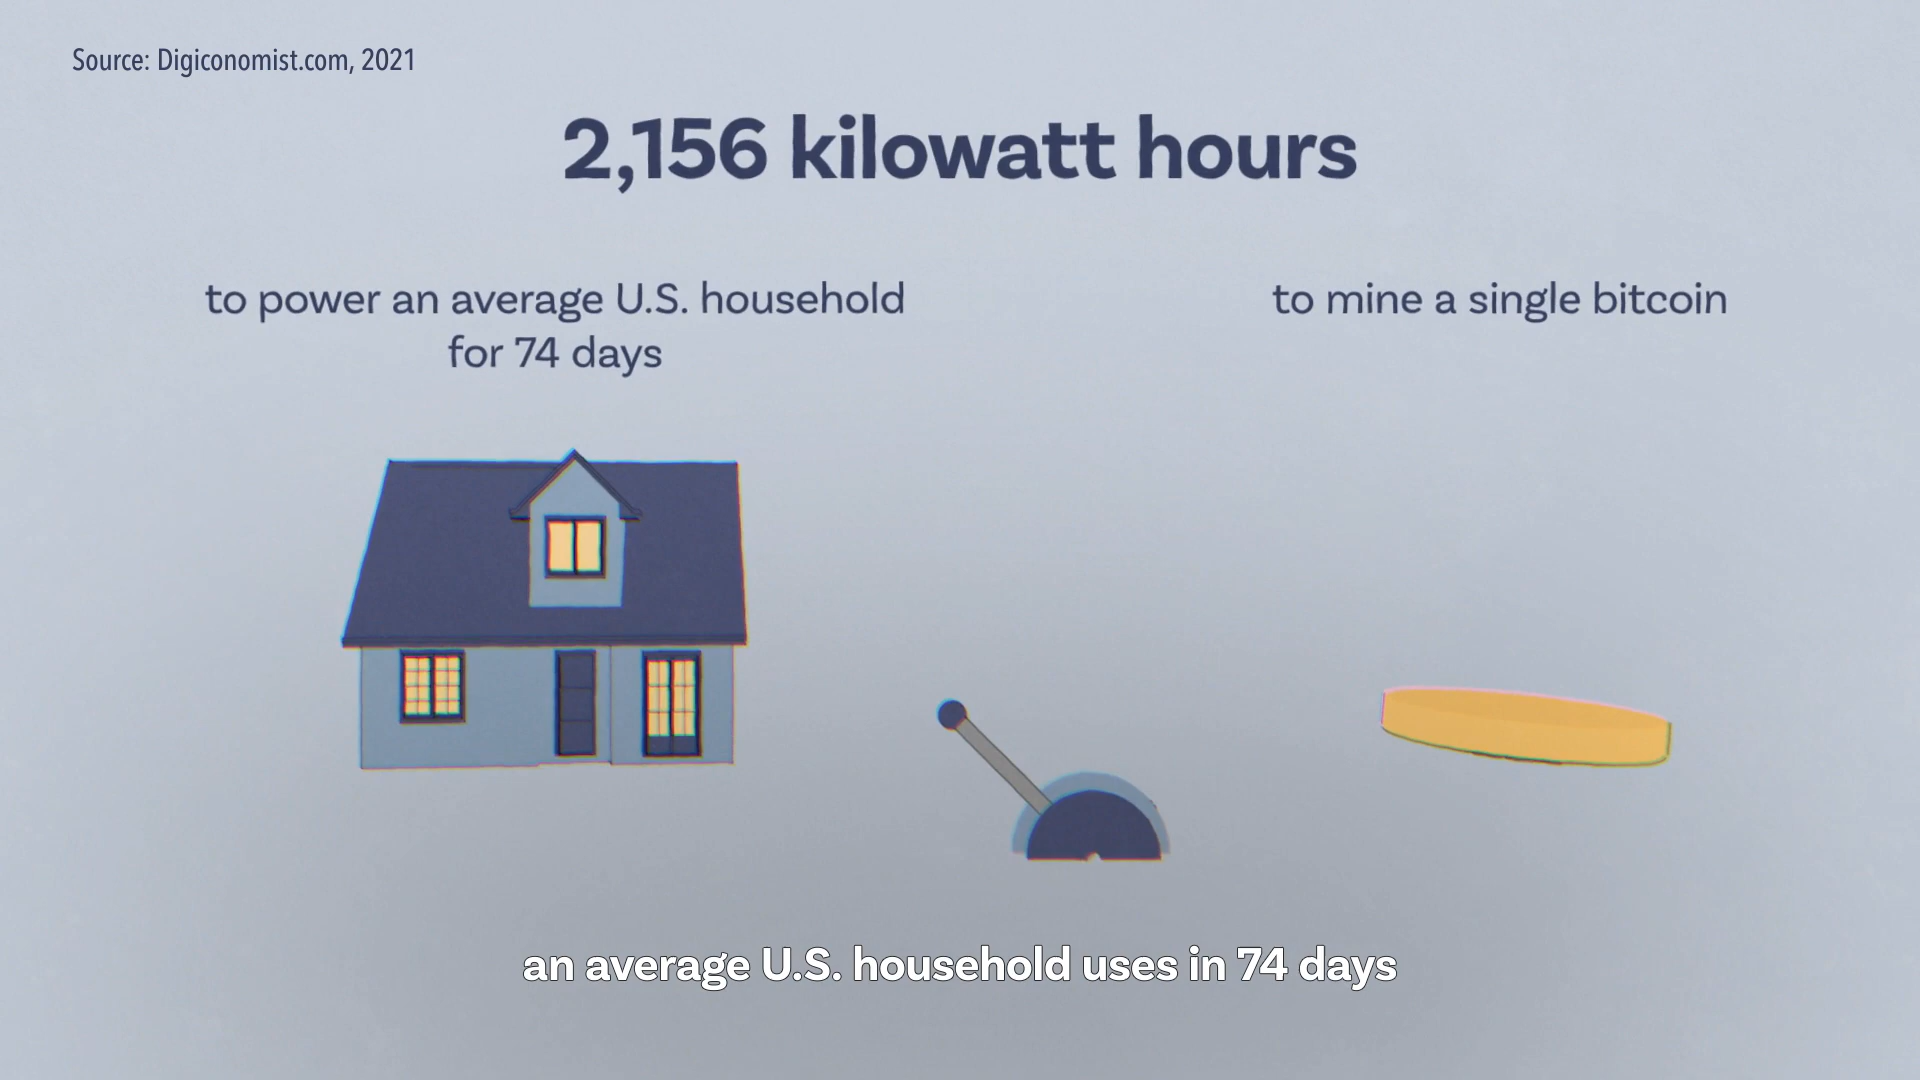 Source: Digiconomist.com, 2021
2,156 kilowatt hours
to power an average U.S. household
for 74 days
to mine a single bitcoin
an average U.S. household uses in 74 days